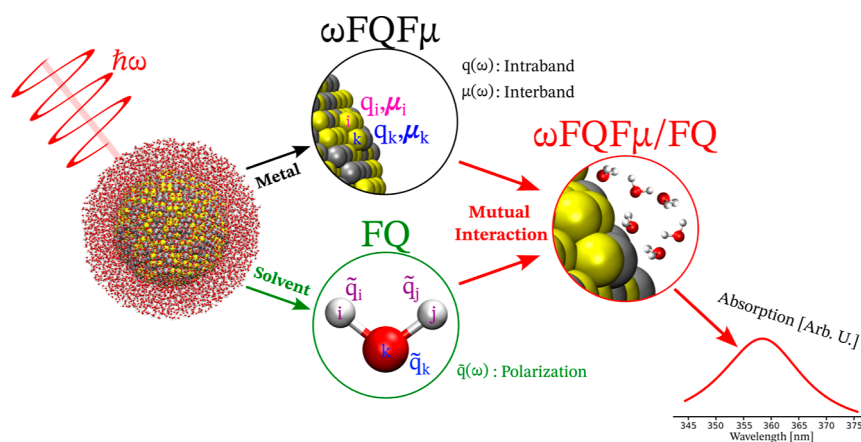 ωFQFμ
ħω
q(ω): Intraband
μ(ω): Interband
qᵢ,μᵢ
i
k
qₖ,μₖ
Metal
ωFQFμ/FQ
Mutual
Interaction
FQ
Solvent
q̃ᵢ
q̃ⱼ
i
j
k
q̃ₖ
q̃(ω): Polarization
Absorption [Arb. U.]
345 350 355 360 365 370 375
Wavelength [nm]